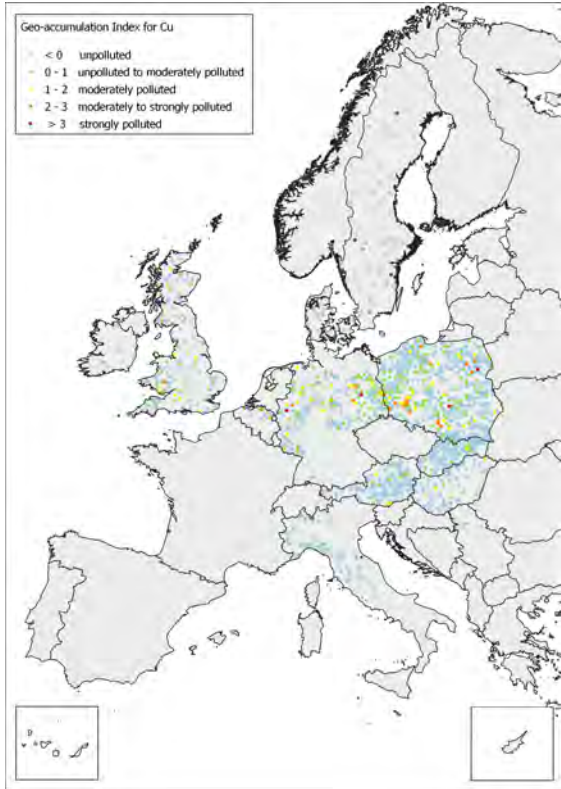 Geo-accumulation Index for Cu
< 0 unpolluted
0 - 1 unpolluted to moderately polluted
1 - 2 moderately polluted
2 - 3 moderately to strongly polluted
> 3 strongly polluted